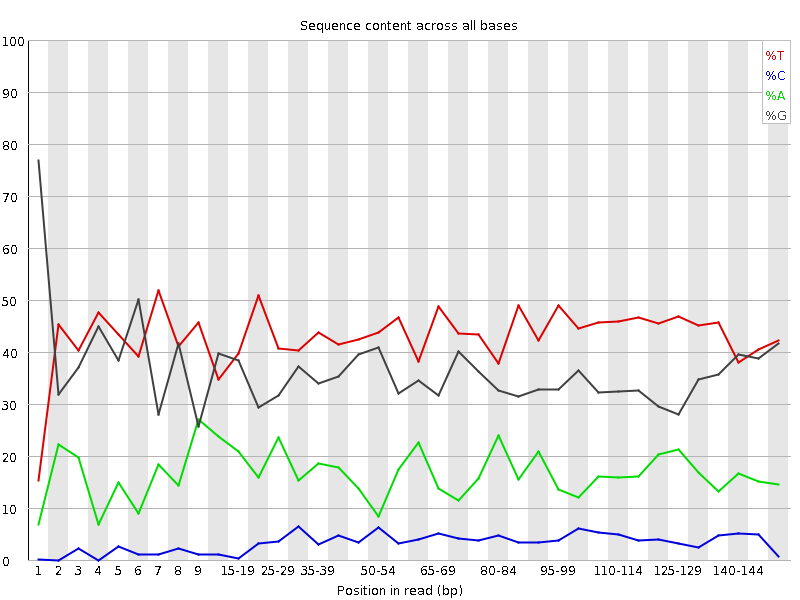 Sequence content across all bases
100
90
80
70
60
50
40
30
20
10
0
%T
%C
%A
%G
1 2 3 4 5 6 7 8 9 15-19 25-29 35-39 50-54 65-69 80-84 95-99 110-114 125-129 140-144
Position in read (bp)